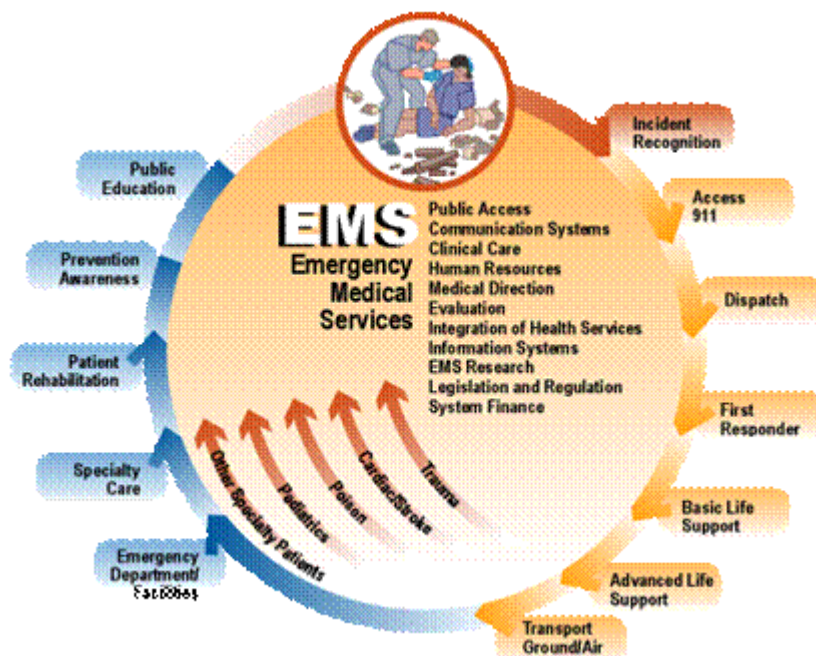 EMS
Emergency
Medical
Services
Public Access
Communication Systems
Clinical Care
Human Resources
Medical Direction
Evaluation
Integration of Health Services
Information Systems
EMS Research
Legislation and Regulation
System Finance
Incident
Recognition
Access
911
Dispatch
First
Responder
Basic Life
Support
Advanced Life
Support
Transport
Ground/Air
Emergency
Department/
Facilities
Specialty
Care
Patient
Rehabilitation
Prevention
Awareness
Public
Education
Other Specialty Patients
Pediatrics
Poison
Cardiac/Stroke
Trauma